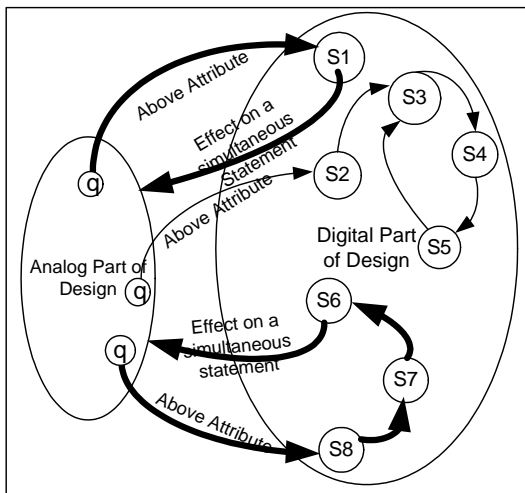 S1
Above Attribute
Effect on a
simultaneous
Statement
S3
S4
S2
q
Above Attribute
S5
Digital Part
of Design
Analog Part of
Design
q
S6
Effect on a
simultaneous
statement
q
S7
Above Attribute
S8